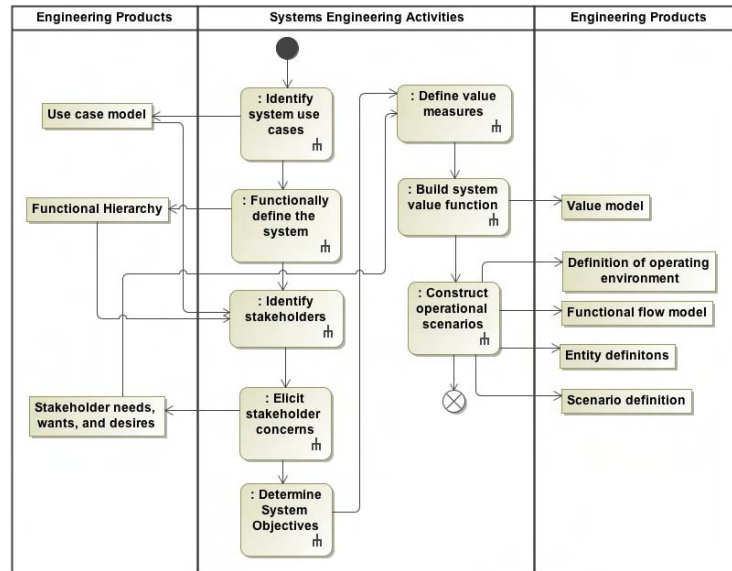 Engineering Products
Systems Engineering Activities
Engineering Products
: Identify
system use
cases
Use case model
: Functionally
define the
system
Functional Hierarchy
: Identify
stakeholders
: Elicit
stakeholder
concerns
Stakeholder needs,
wants, and desires
: Determine
System
Objectives
: Define value
measures
: Build system
value function
Value model
: Construct
operational
scenarios
Definition of operating
environment
Functional flow model
Entity definitons
Scenario definition